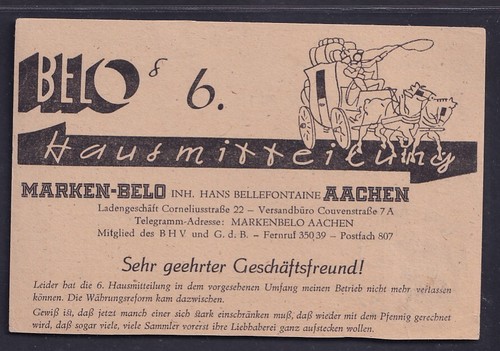 BELOs 6.
Hausmitteilung
MARKEN-BELO INH. HANS BELLEFONTAINE AACHEN
Ladengeschäft Corneliusstraße 22 – Versandbüro Couvenstraße 7 A
Telegramm-Adresse: MARKENBELO AACHEN
Mitglied des B H V und G. d. B. – Fernruf 350 39 – Postfach 807
Sehr geehrter Geschäftsfreund!
Leider hat die 6. Hausmitteilung in dem vorgesehenen Umfang meinen Betrieb nicht mehr verlassen
können. Die Währungsreform kam dazwischen.
Gewiß ist, daß jetzt manch einer sich stark einschränken muß, daß wieder mit dem Pfennig gerechnet
wird, daß sogar viele, viele Sammler vorerst ihre Liebhaberei ganz aufstecken wollen.